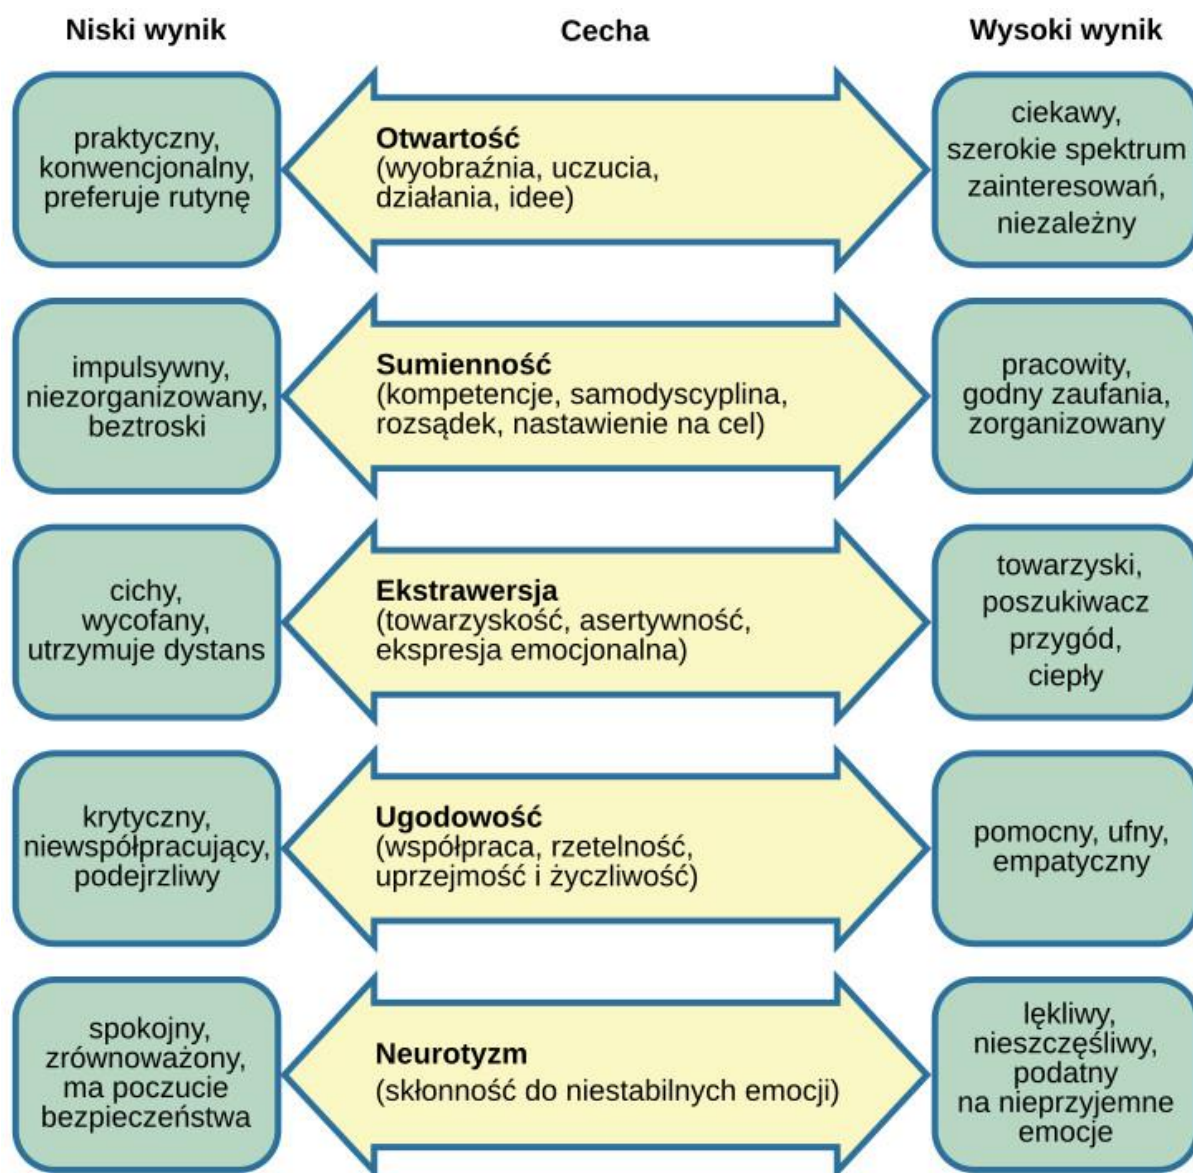 Niski wynik
Cecha
Wysoki wynik
praktyczny,
konwencjonalny,
preferuje rutynę
Otwartość
(wyobraźnia, uczucia,
działania, idee)
ciekawy,
szerokie spektrum
zainteresowań,
niezależny
impulsywny,
niezorganizowany,
beztroski
Sumienność
(kompetencje, samodyscyplina,
rozsądek, nastawienie na cel)
pracowity,
godny zaufania,
zorganizowany
cichy,
wycofany,
utrzymuje dystans
Ekstrawersja
(towarzyskość, asertywność,
ekspresja emocjonalna)
towarzyski,
poszukiwacz
przygód,
ciepły
krytyczny,
niewspółpracujący,
podejrzliwy
Ugodowość
(współpraca, rzetelność,
uprzejmość i życzliwość)
pomocny, ufny,
empatyczny
spokojny,
zrównoważony,
ma poczucie
bezpieczeństwa
Neurotyzm
(skłonność do niestabilnych emocji)
lękliwy,
nieszczęśliwy,
podatny
na nieprzyjemne
emocje